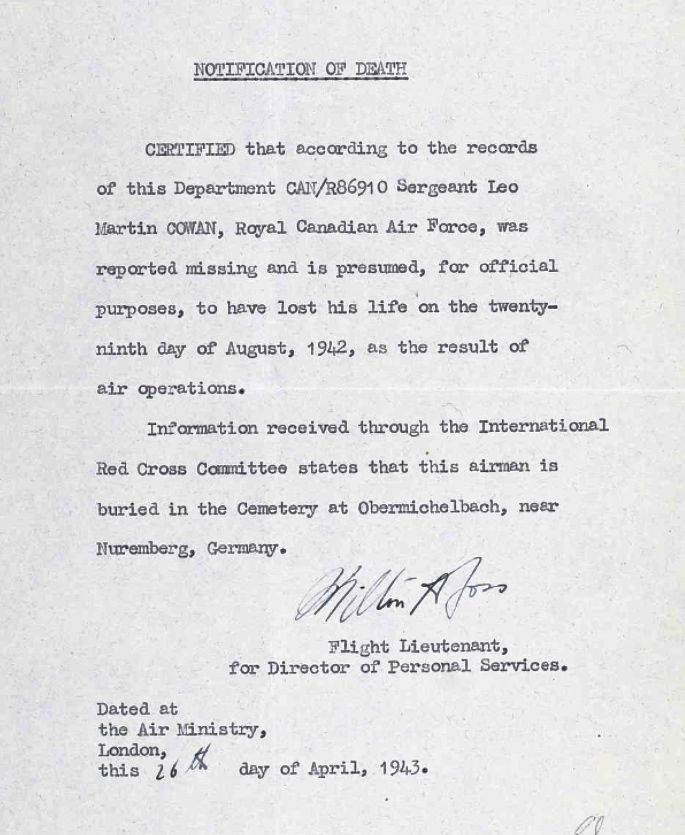 NOTIFICATION OF DEATH
CERTIFIED that according to the records
of this Department CAN/R86910 Sergeant Leo
Martin COWAN, Royal Canadian Air Force, was
reported missing and is presumed, for official
purposes, to have lost his life on the twenty-
ninth day of August, 1942, as the result of
air operations.
Information received through the International
Red Cross Committee states that this airman is
buried in the Cemetery at Obermichelbach, near
Nuremberg, Germany.
Flight Lieutenant,
for Director of Personal Services.
Dated at
the Air Ministry,
London,
this 26th day of April, 1943.